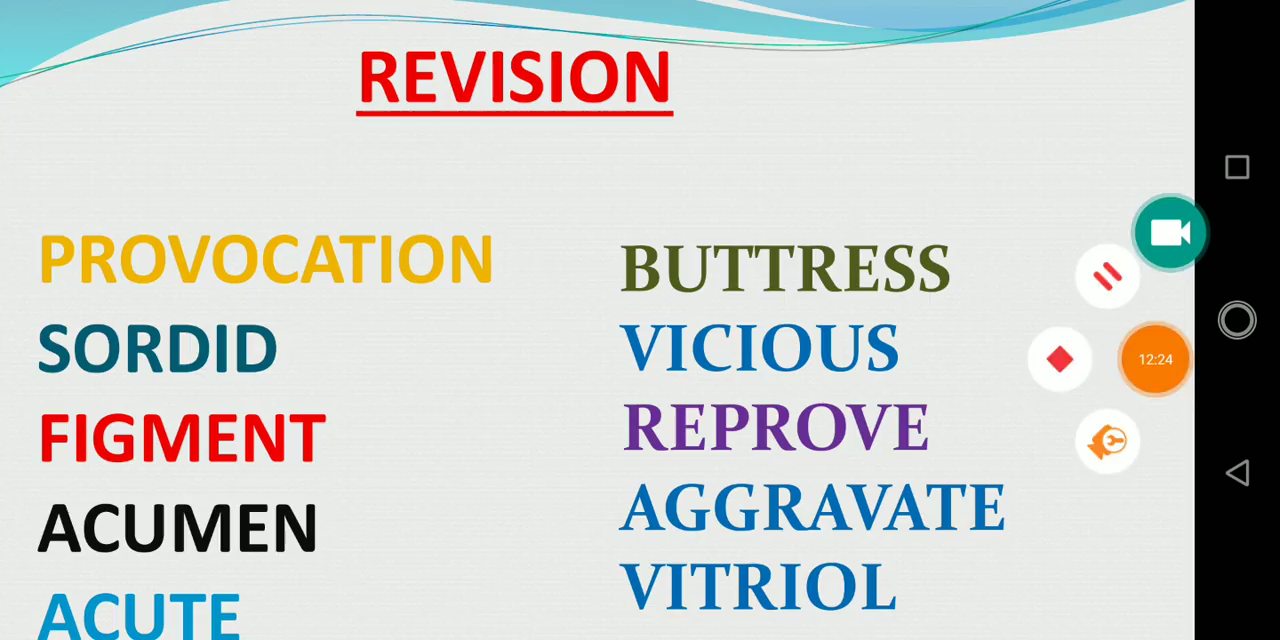 REVISION
PROVOCATION
SORDID
FIGMENT
ACUMEN
ACUTE
BUTTRESS
VICIOUS
REPROVE
AGGRAVATE
VITRIOL
12:24